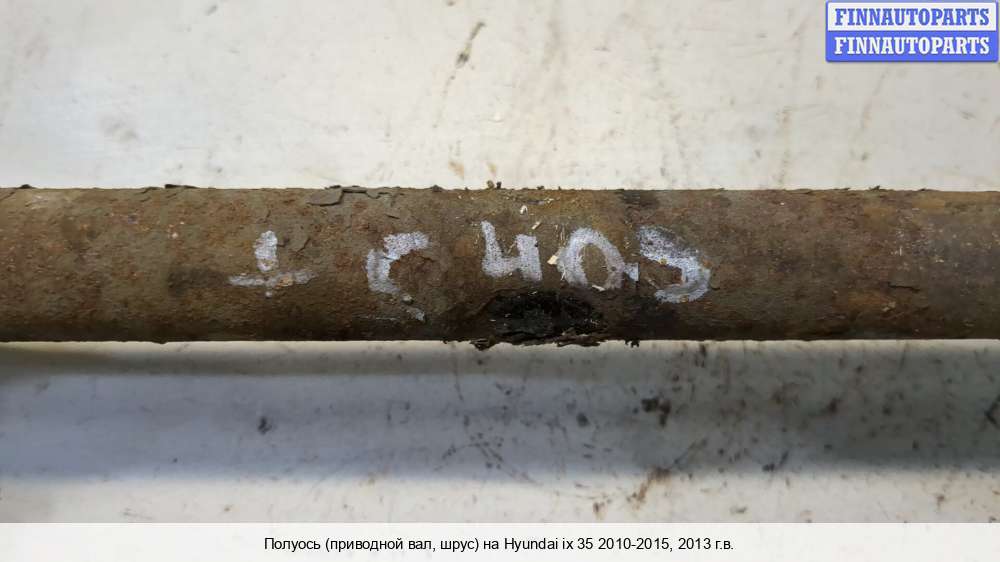 FINNAUTOPARTS
FINNAUTOPARTS
Полуось (приводной вал, шрус) на Hyundai ix 35 2010-2015, 2013 г.в.